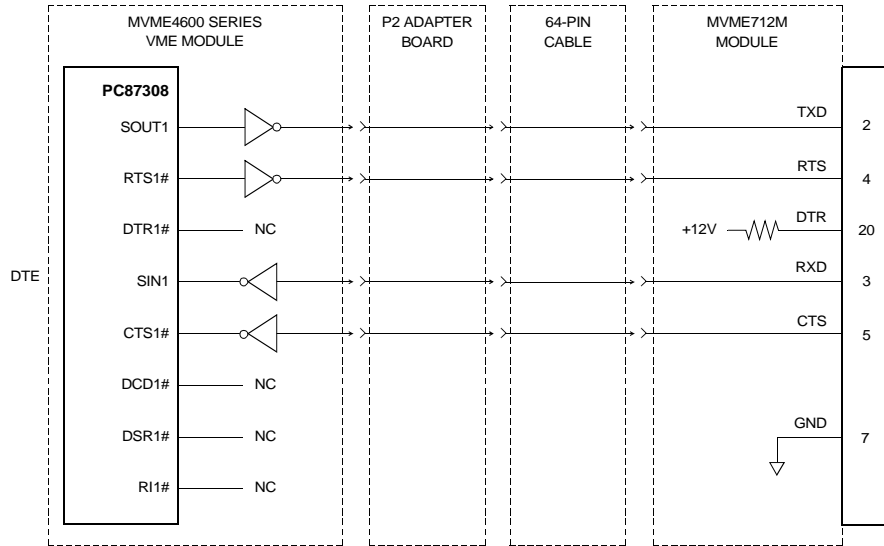 MVME4600 SERIES
VME MODULE
P2 ADAPTER
BOARD
64-PIN
CABLE
MVME712M
MODULE
PC87308
SOUT1
TXD
2
RTS1#
RTS
4
DTR1#
NC
+12V
DTR
20
DTE
SIN1
RXD
3
CTS1#
CTS
5
DCD1#
NC
DSR1#
NC
GND
7
RI1#
NC